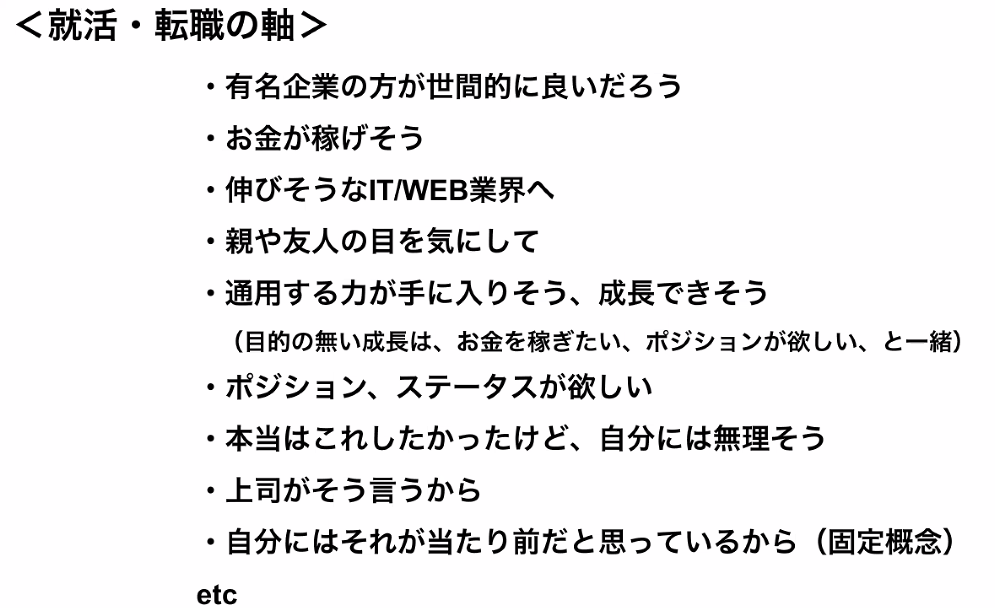 ＜就活・転職の軸＞
・有名企業の方が世間的に良いだろう
・お金が稼げそう
・伸びそうなIT/WEB業界へ
・親や友人の目を気にして
・通用する力が手に入りそう、成長できそう
（目的の無い成長は、お金を稼ぎたい、ポジションが欲しい、と一緒）
・ポジション、ステータスが欲しい
・本当はこれしたかったけど、自分には無理そう
・上司がそう言うから
・自分にはそれが当たり前だと思っているから（固定概念）
etc